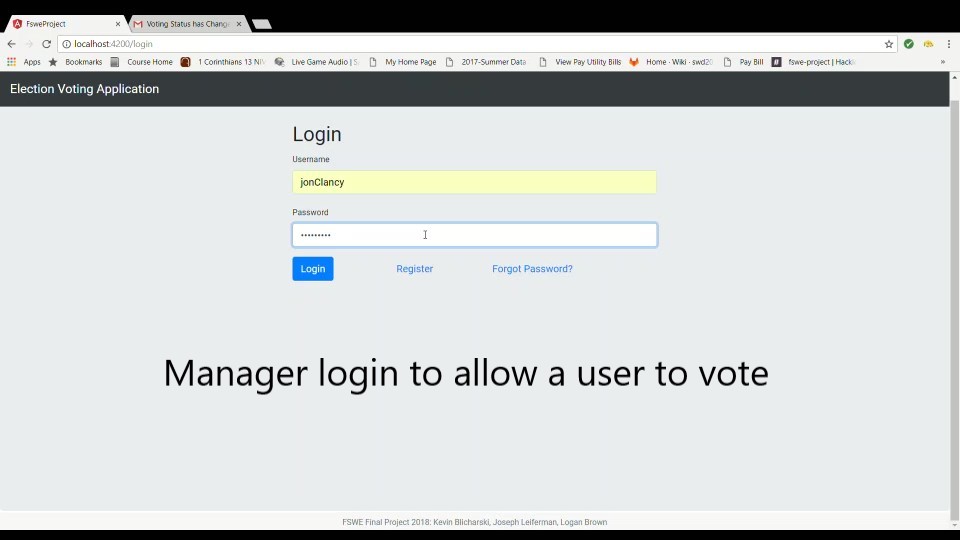 FsweProject
Voting Status has Chang
localhost:4200/login
Apps Bookmarks Course Home 1 Corinthians 13 NIV Live Game Audio | S My Home Page 2017-Summer Data View Pay Utility Bills Home · Wiki · swd20 Pay Bill fswe-project | Hack
Election Voting Application
Login
Username
jonClancy
Password
•••••••••
Login Register Forgot Password?
Manager login to allow a user to vote
FSWE Final Project 2018: Kevin Blicharski, Joseph Leiferman, Logan Brown